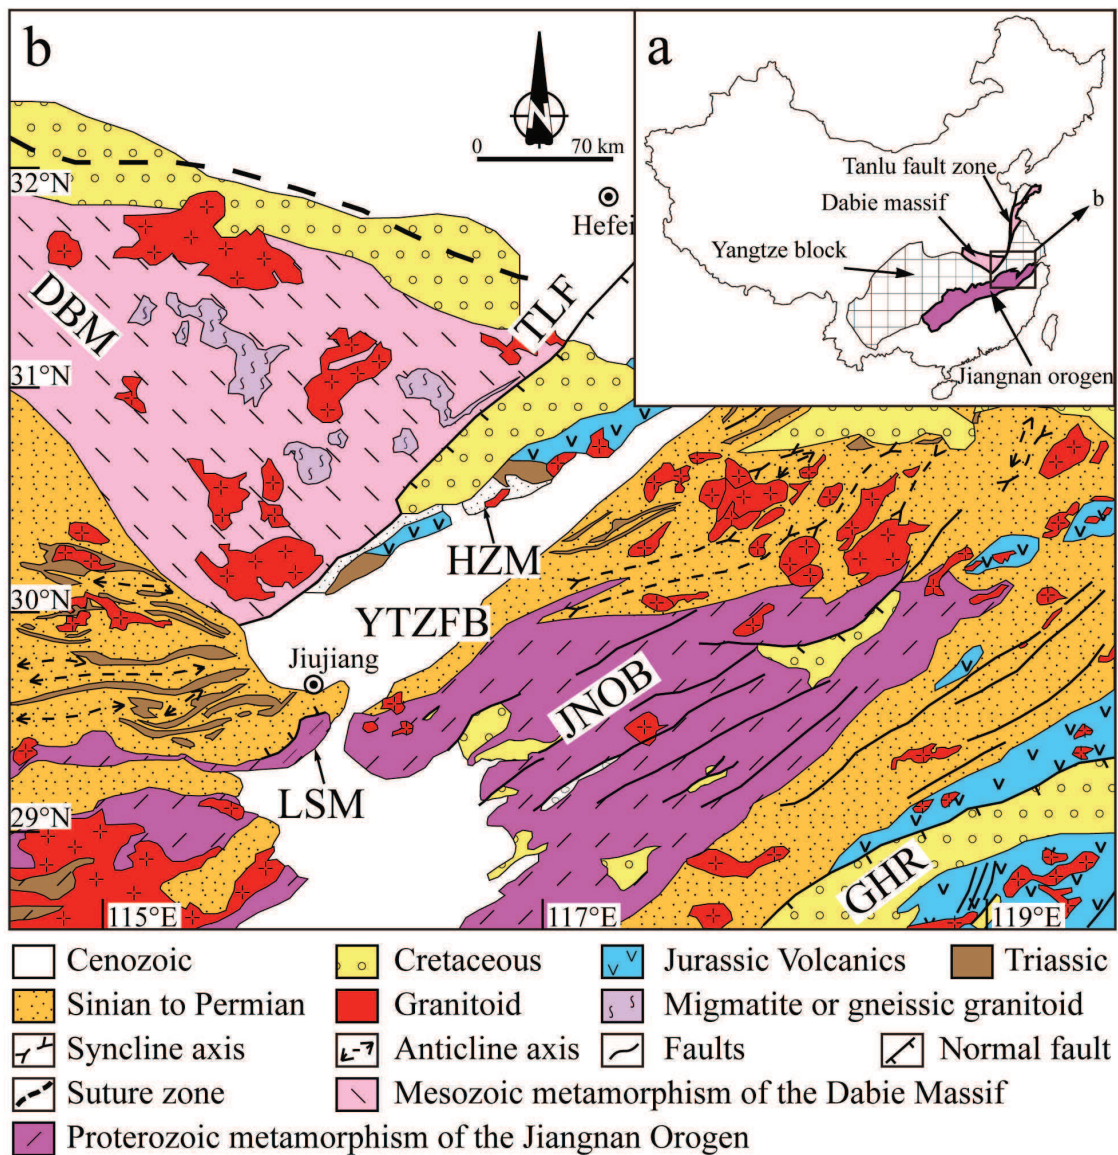 b
a
N
0 70 km
32°N
Hefei
Tanlu fault zone
Dabie massif
b
Yangtze block
Jiangnan orogen
DBM
TLF
31°N
HZM
30°N
YTZFB
Jiujiang
JNOB
LSM
29°N
GHR
115°E
117°E
119°E
Cenozoic
Cretaceous
Jurassic Volcanics
Triassic
Sinian to Permian
Granitoid
Migmatite or gneissic granitoid
Syncline axis
Anticline axis
Faults
Normal fault
Suture zone
Mesozoic metamorphism of the Dabie Massif
Proterozoic metamorphism of the Jiangnan Orogen